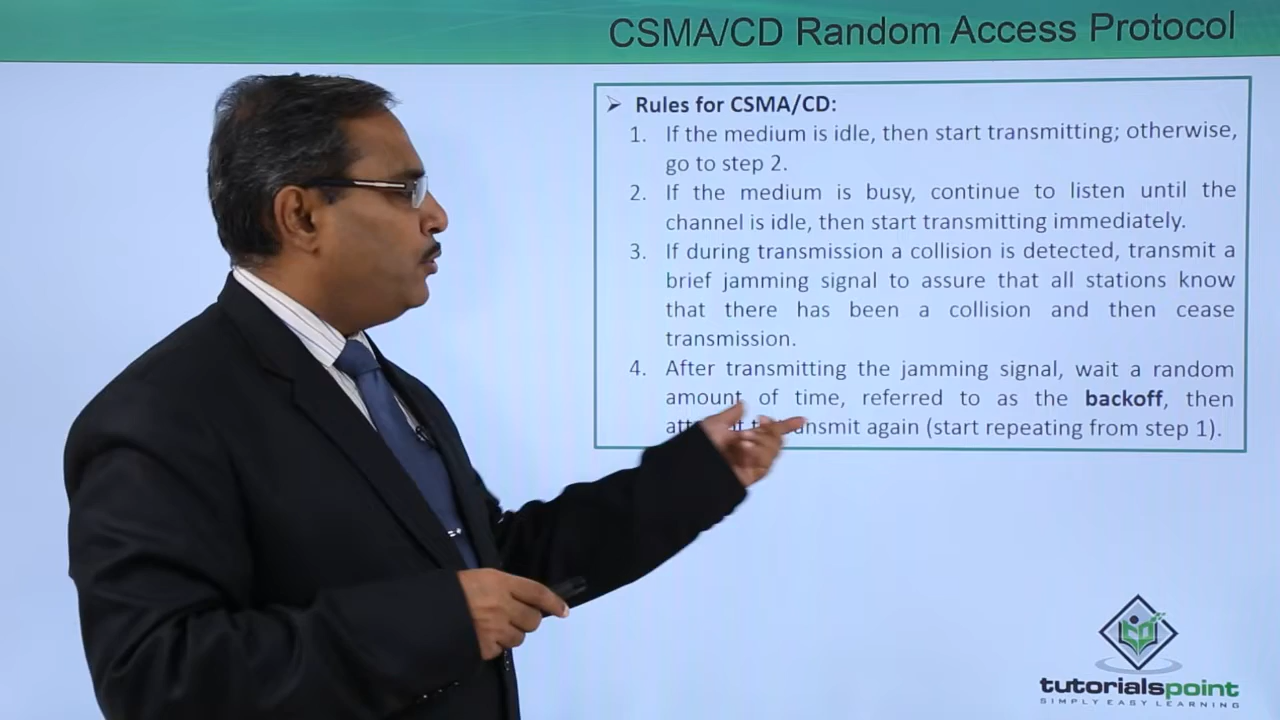 CSMA/CD Random Access Protocol
➢ Rules for CSMA/CD:
1. If the medium is idle, then start transmitting; otherwise,
go to step 2.
2. If the medium is busy, continue to listen until the
channel is idle, then start transmitting immediately.
3. If during transmission a collision is detected, transmit a
brief jamming signal to assure that all stations know
that there has been a collision and then cease
transmission.
4. After transmitting the jamming signal, wait a random
amount of time, referred to as the backoff, then
again (start repeating from step 1).
tutorialspoint
SIMPLY EASY LEARNING